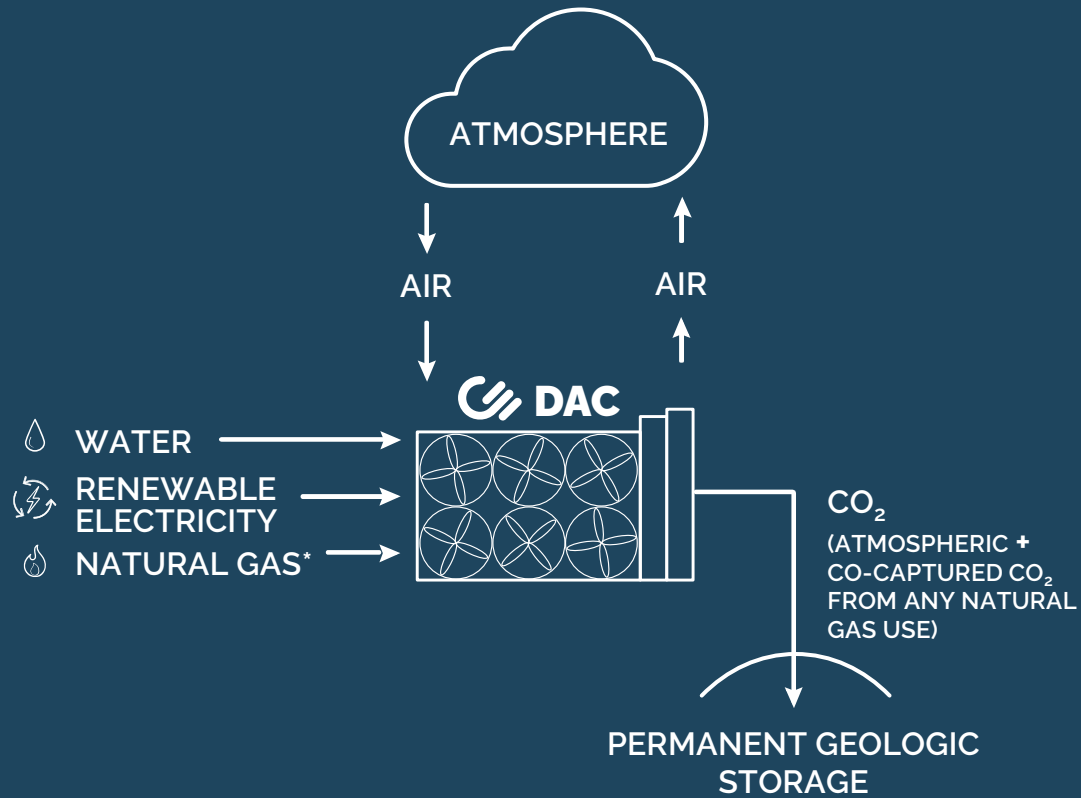 ATMOSPHERE
AIR
AIR
DAC
WATER
RENEWABLE
ELECTRICITY
NATURAL GAS*
CO₂
(ATMOSPHERIC +
CO-CAPTURED CO₂
FROM ANY NATURAL
GAS USE)
PERMANENT GEOLOGIC
STORAGE